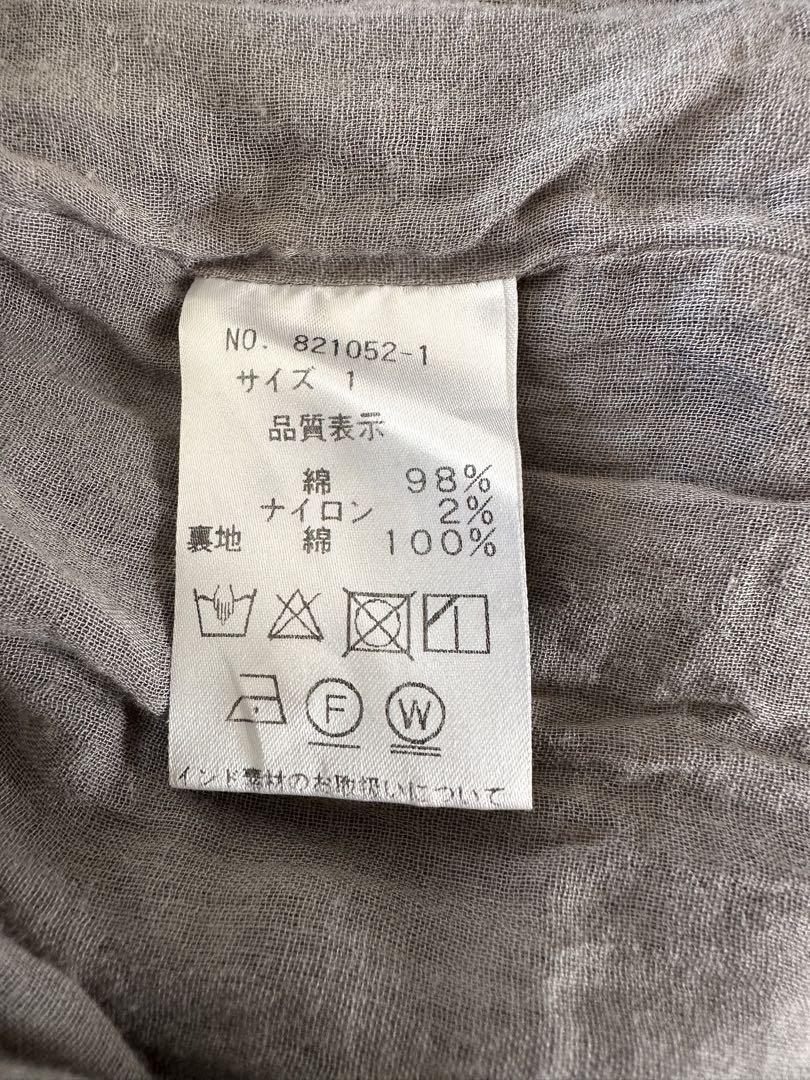 NO. 821052-1
サイズ 1
品質表示
綿 98%
ナイロン 2%
裏地 綿 100%
F W
インド素材のお取扱いについて